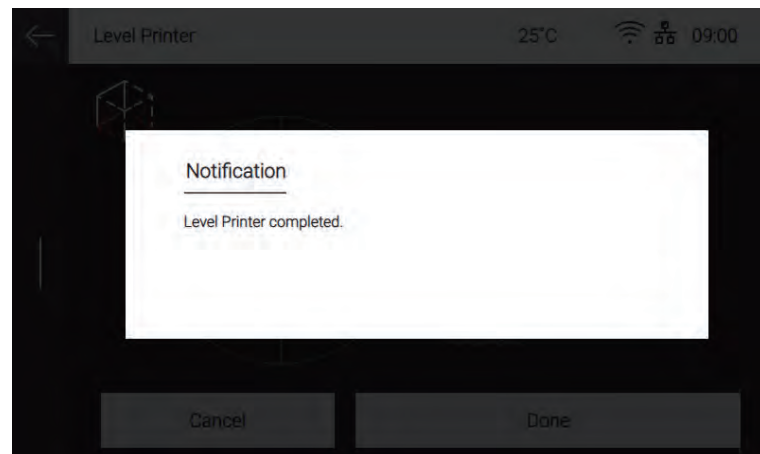 Level Printer 25°C 09:00
Notification
Level Printer completed.
Cancel Done